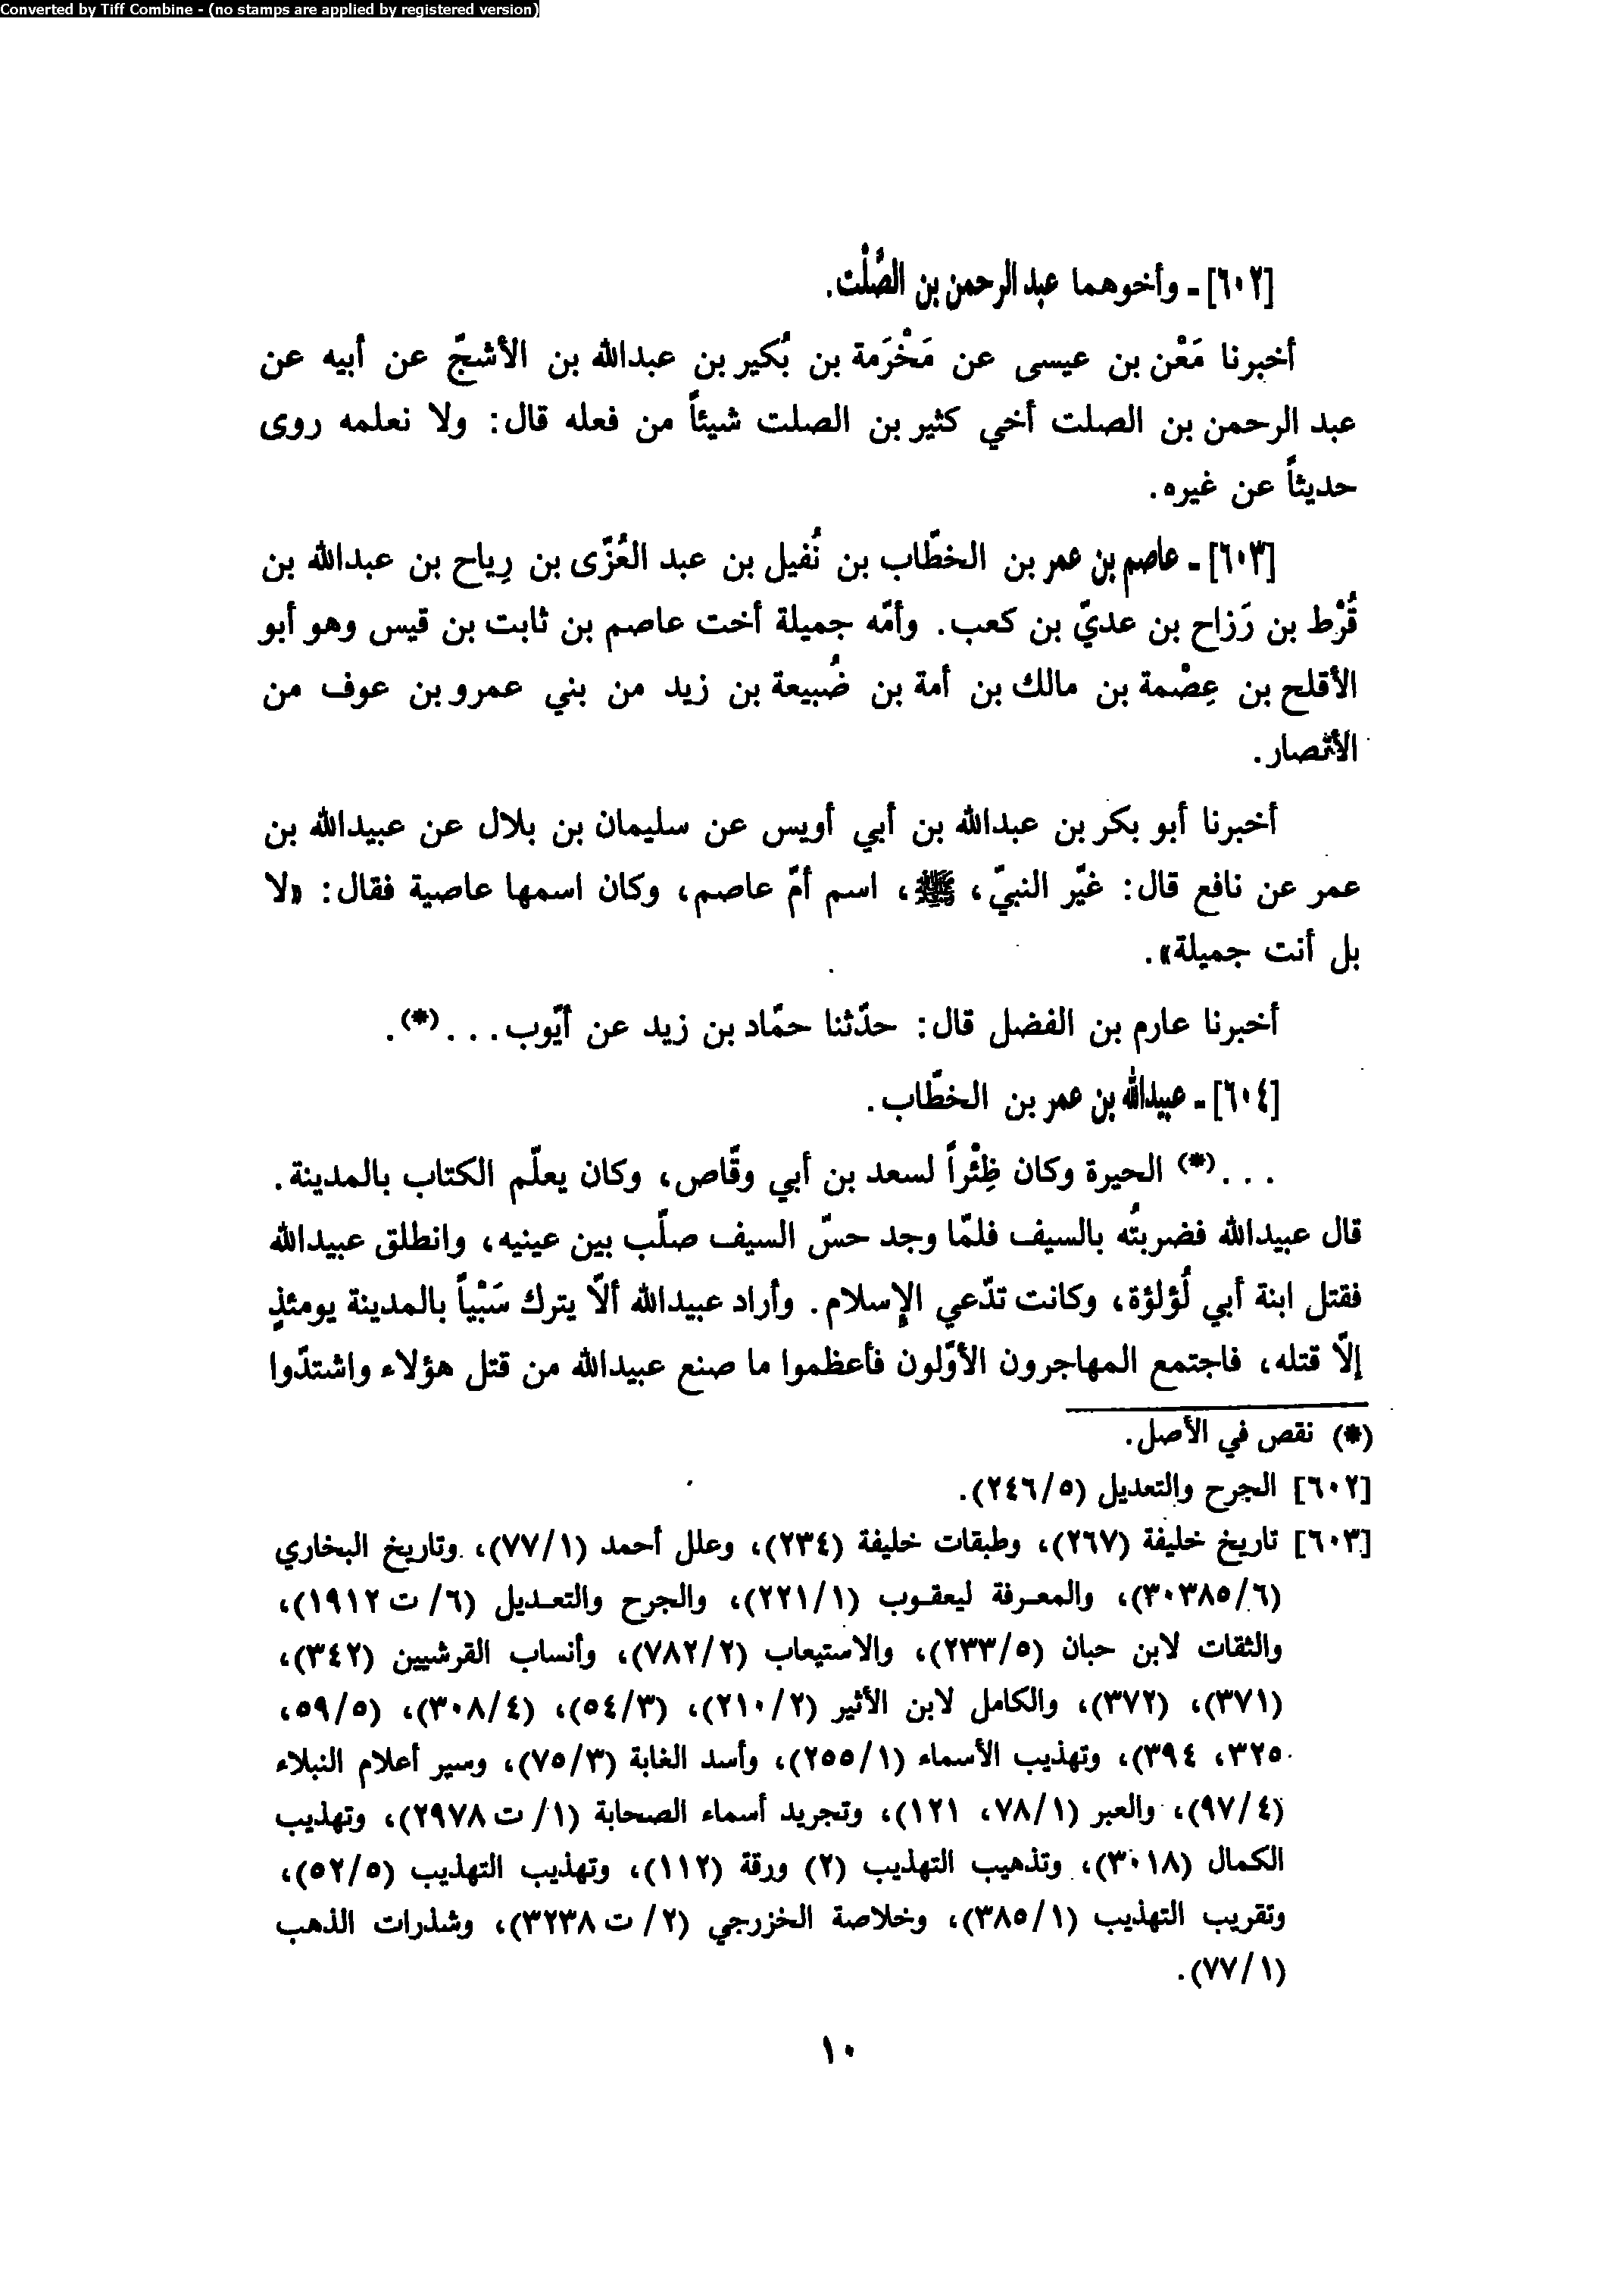 Converted by Tiff Combine - (no stamps are applied by registered version)
[٦٠٢] ـ وأخوهما عبد الرحمن بن الصَّلْت.
أخبرنا مَعْن بن عيسى عن مَخْرَمة بن بُكير بن عبدالله بن الأشجّ عن أبيه عن
عبد الرحمن بن الصلت أخي كثير بن الصلت شيئاً من فعله قال: ولا نعلمه روى
حديثاً عن غيره.
[٦٠٣] ـ عاصم بن عمر بن الخطّاب بن نُفيل بن عبد العُزّى بن رِياح بن عبدالله بن
قُرْط بن رَزاح بن عديّ بن كعب. وأمّه جميلة أخت عاصم بن ثابت بن قيس وهو أبو
الأقلح بن عِصْمة بن مالك بن أمة بن ضُبيعة بن زيد من بني عمرو بن عوف من
الأنصار.
أخبرنا أبو بكر بن عبدالله بن أبي أويس عن سليمان بن بلال عن عبيدالله بن
عمر عن نافع قال: غيّر النبيّ، ﷺ، اسم أمّ عاصم، وكان اسمها عاصية فقال: «لا
بل أنت جميلة».
أخبرنا عارم بن الفضل قال: حدّثنا حمّاد بن زيد عن أيّوب. . .(*).
[٦٠٤] ـ عبيدالله بن عمر بن الخطّاب.
. . .(*) الحيرة وكان ظِئْراً لسعد بن أبي وقّاص، وكان يعلّم الكتاب بالمدينة.
قال عبيدالله فضربتُه بالسيف فلمّا وجد حسّ السيف صلّب بين عينيه، وانطلق عبيدالله
فقتل ابنة أبي لُؤلؤة، وكانت تدّعي الإسلام. وأراد عبيدالله ألّا يترك سَبْياً بالمدينة يومئذٍ
إلّا قتله، فاجتمع المهاجرون الأوّلون فأعظموا ما صنع عبيدالله من قتل هؤلاء واشتدّوا
(*) نقص في الأصل.
[٦٠٢] الجرح والتعديل (٢٤٦/٥).
[٦٠٣] تاريخ خليفة (٢٦٧)، وطبقات خليفة (٢٣٤)، وعلل أحمد (٧٧/١)، وتاريخ البخاري
(٣٠٣٨٥/٦)، والمعرفة ليعقوب (٢٢١/١)، والجرح والتعديل (٦/ ت ١٩١٢)،
والثقات لابن حبان (٢٣٣/٥)، والاستيعاب (٧٨٢/٢)، وأنساب القرشيين (٣٤٢)،
(٣٧١)، (٣٧٢)، والكامل لابن الأثير (٢١٠/٢)، (٥٤/٣)، (٣٠٨/٤)، (٥٩/٥،
٣٢٥، ٣٩٤)، وتهذيب الأسماء (٢٥٥/١)، وأسد الغابة (٧٥/٣)، وسير أعلام النبلاء
(٩٧/٤)، والعبر (٧٨/١، ١٢١)، وتجريد أسماء الصحابة (١/ ت ٢٩٧٨)، وتهذيب
الكمال (٣٠١٨)، وتذهيب التهذيب (٢) ورقة (١١٢)، وتهذيب التهذيب (٥٢/٥)،
وتقريب التهذيب (٣٨٥/١)، وخلاصة الخزرجي (٢/ ت ٣٢٣٨)، وشذرات الذهب
(٧٧/١).
١٠